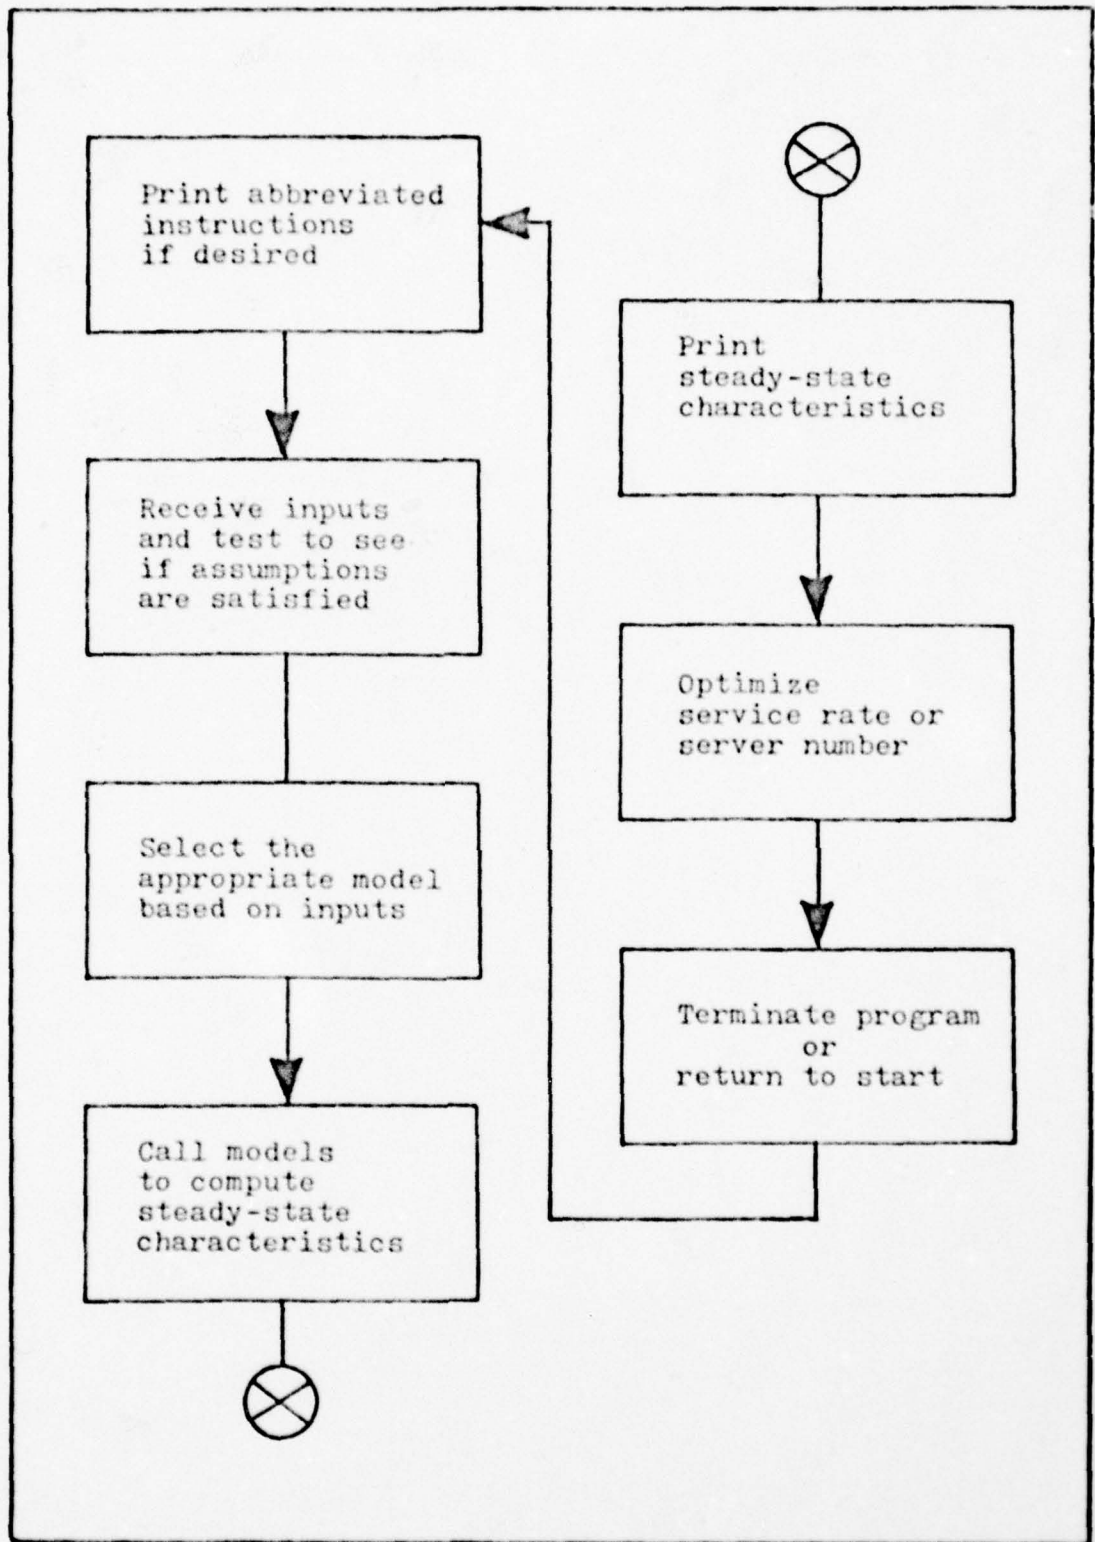 Print abbreviated
instructions
if desired
Receive inputs
and test to see
if assumptions
are satisfied
Select the
appropriate model
based on inputs
Call models
to compute
steady-state
characteristics
Print
steady-state
characteristics
Optimize
service rate or
server number
Terminate program
or
return to start